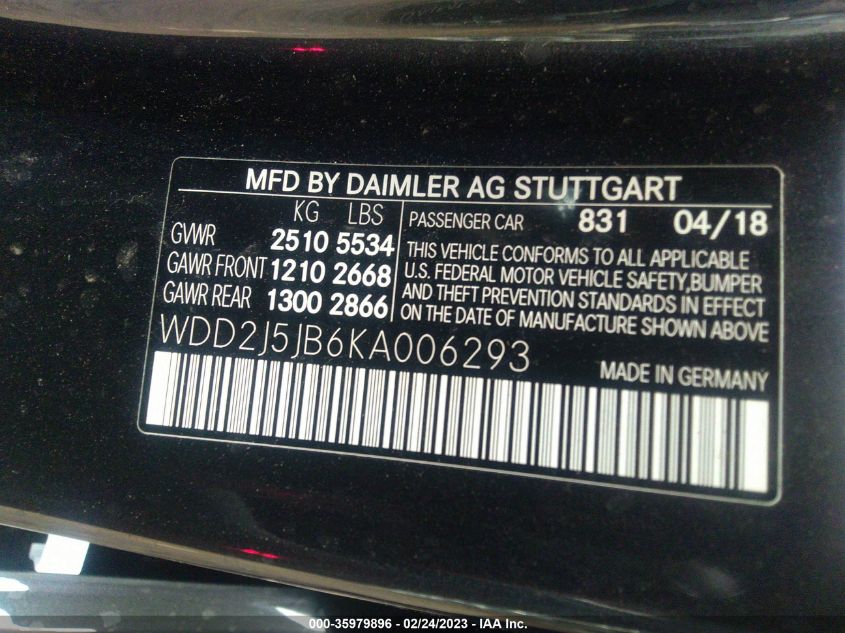 MFD BY DAIMLER AG STUTTGART
KG LBS
GVWR 2510 5534
GAWR FRONT 1210 2668
GAWR REAR 1300 2866
PASSENGER CAR 831 04/18
THIS VEHICLE CONFORMS TO ALL APPLICABLE
U.S. FEDERAL MOTOR VEHICLE SAFETY,BUMPER
AND THEFT PREVENTION STANDARDS IN EFFECT
ON THE DATE OF MANUFACTURE SHOWN ABOVE
WDD2J5JB6KA006293
MADE IN GERMANY
000-35979896 - 02/24/2023 - IAA Inc.